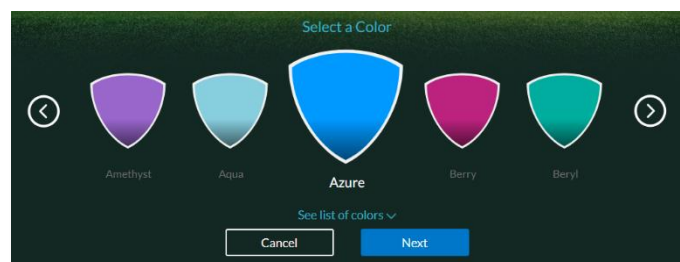 Select a Color
Amethyst
Aqua
Azure
Berry
Beryl
See list of colors
Cancel
Next